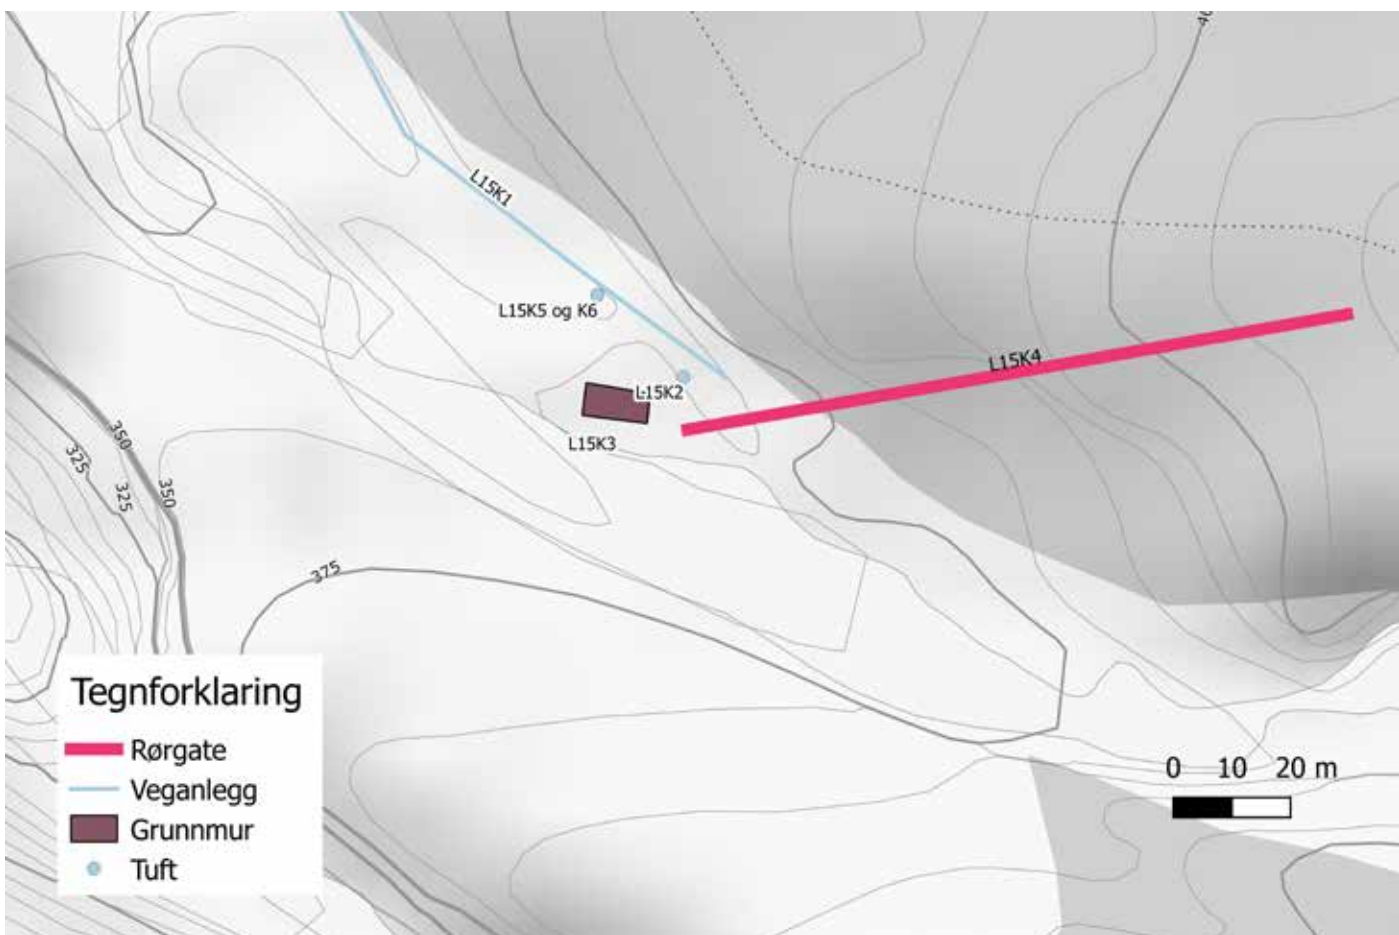 L15K1
L15K5 og K6
L15K4
L15K2
L15K3
350
325
325
350
375
Tegnforklaring
Rørgate
Veganlegg
Grunnmur
Tuft
0 10 20 m